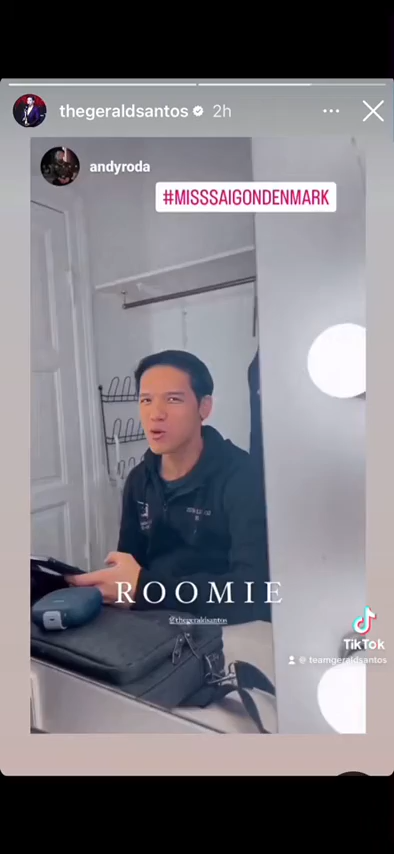 thegeraldsantos 2h
andyroda
#MISSSAIGONDENMARK
ROOMIE
@thegeraldsantos
TikTok
@ teamgeraldsantos